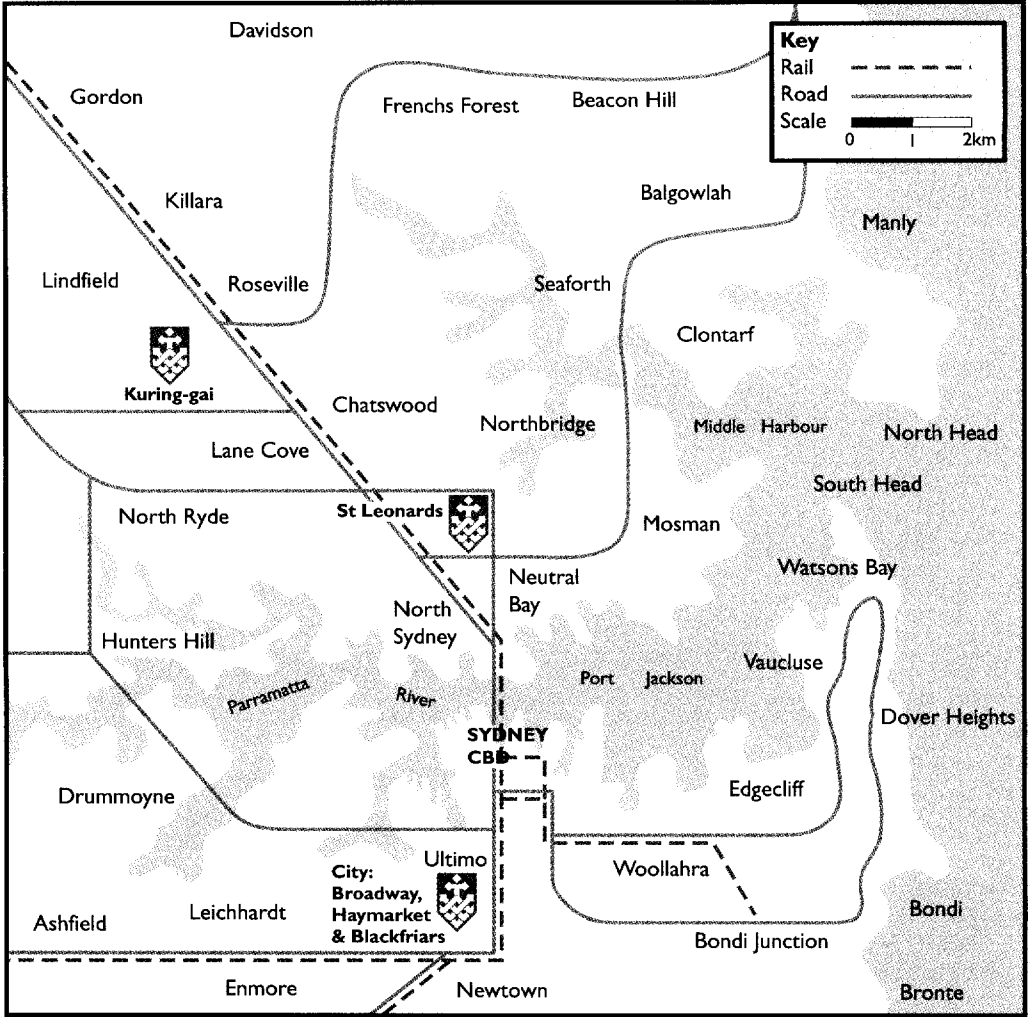 Davidson
Key
Rail
Road
Scale
0 1 2km
Gordon
Frenchs Forest
Beacon Hill
Killara
Balgowlah
Manly
Lindfield
Roseville
Seaforth
Clontarf
Kuring-gai
Chatswood
Northbridge
Middle Harbour
North Head
Lane Cove
South Head
North Ryde
St Leonards
Mosman
Watsons Bay
Neutral
Bay
North
Sydney
Hunters Hill
Vaucluse
Parramatta
River
Port Jackson
Dover Heights
SYDNEY
CBD
Drummoyne
Edgecliff
Ultimo
City:
Broadway,
Haymarket
& Blackfriars
Woollahra
Leichhardt
Ashfield
Bondi
Bondi Junction
Enmore
Newtown
Bronte